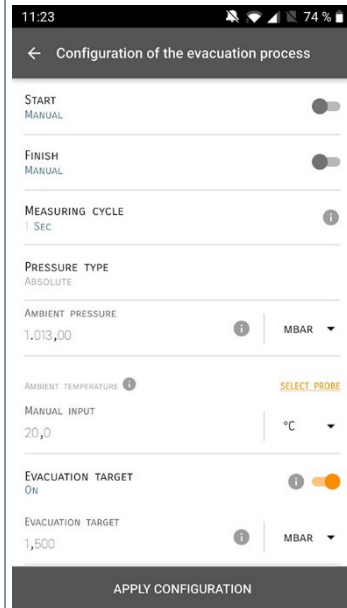 11:23
74 %
Configuration of the evacuation process
START
MANUAL
FINISH
MANUAL
MEASURING CYCLE
1 SEC
PRESSURE TYPE
ABSOLUTE
AMBIENT PRESSURE
1.013,00
MBAR
AMBIENT TEMPERATURE
SELECT PROBE
MANUAL INPUT
20,0
°C
EVACUATION TARGET
ON
EVACUATION TARGET
1,500
MBAR
APPLY CONFIGURATION